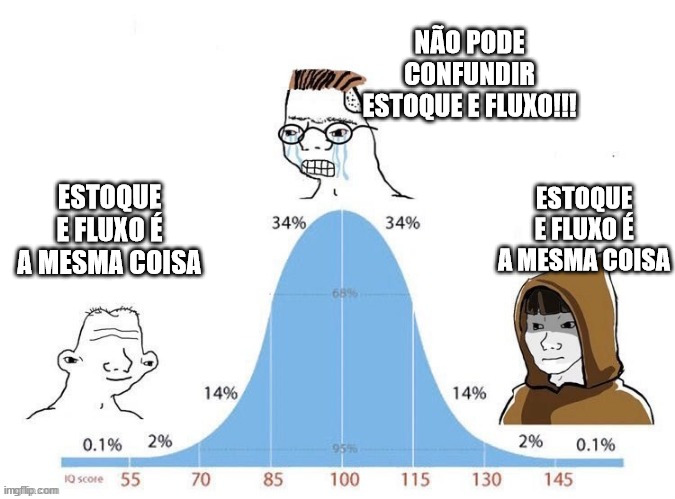 NÃO PODE
CONFUNDIR
ESTOQUE E FLUXO!!!
ESTOQUE
E FLUXO É
A MESMA COISA
ESTOQUE
E FLUXO É
A MESMA COISA
34% 34%
68%
14% 14%
95%
0.1% 2% 2% 0.1%
IQ score 55 70 85 100 115 130 145
imgflip.com